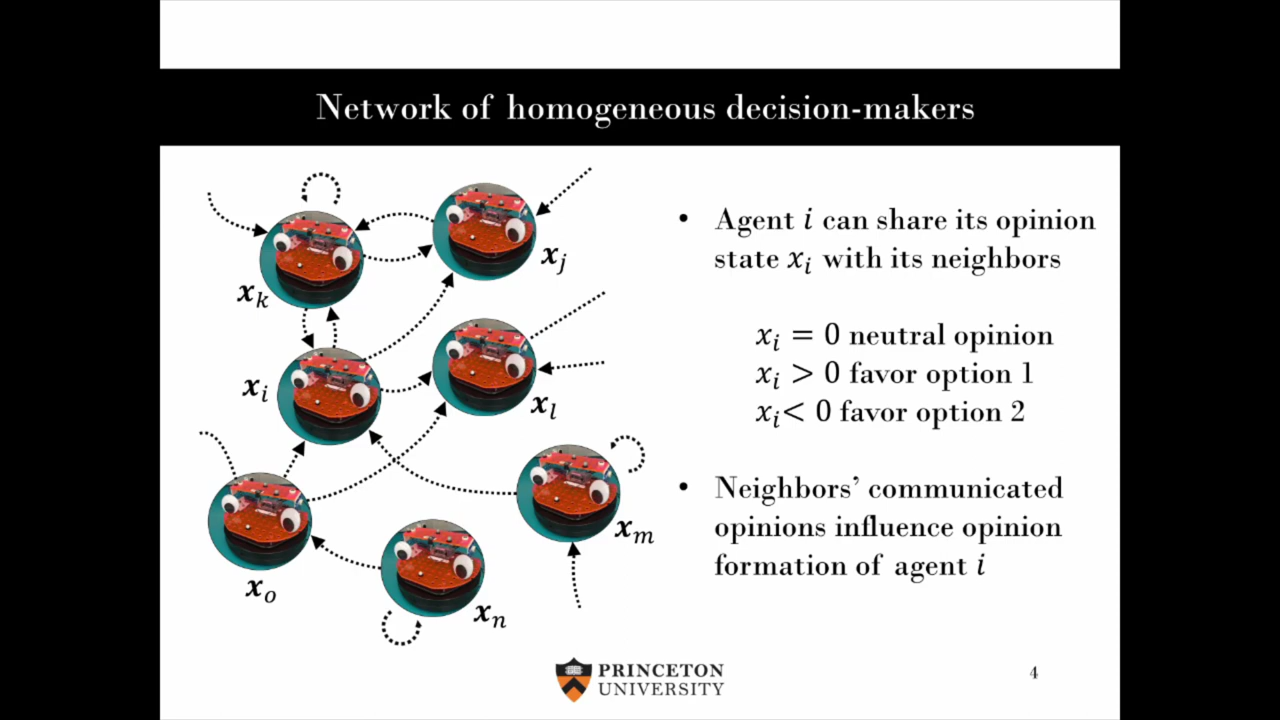 Network of homogeneous decision-makers
x_k
x_j
x_i
x_l
x_m
x_o
x_n
• Agent i can share its opinion
state x_i with its neighbors
x_i = 0 neutral opinion
x_i > 0 favor option 1
x_i < 0 favor option 2
• Neighbors’ communicated
opinions influence opinion
formation of agent i
PRINCETON
UNIVERSITY
4